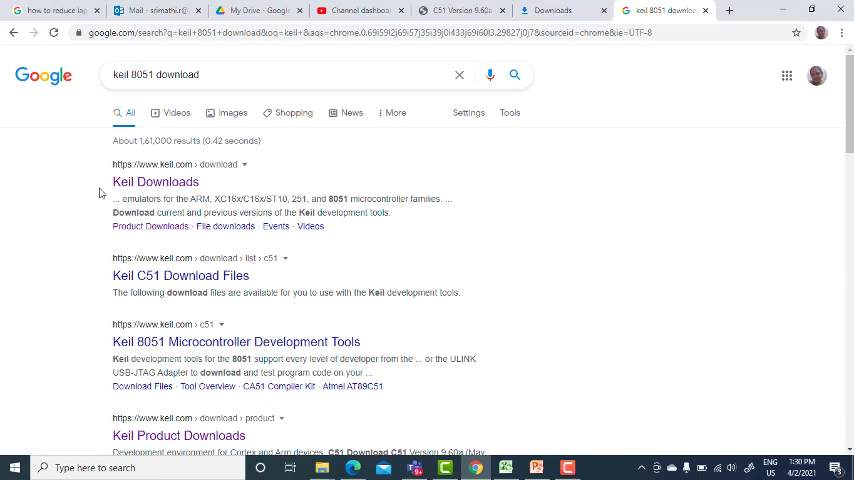 how to reduce lap
Mail - srimathi.r@
My Drive - Google
Channel dashboa
C51 Version 9.60a
Downloads
keil 8051 downloa
google.com/search?q=keil+8051+download&oq=keil+&aqs=chrome.0.69i59l2j69i57j35i39j0i433j69i60l3.29827j0j7&sourceid=chrome&ie=UTF-8
Google
keil 8051 download
All
Videos
Images
Shopping
News
More
Settings
Tools
About 1,61,000 results (0.42 seconds)
https://www.keil.com › download
Keil Downloads
... emulators for the ARM, XC16x/C16x/ST10, 251, and 8051 microcontroller families. ...
Download current and previous versions of the Keil development tools.
Product Downloads · File downloads · Events · Videos
https://www.keil.com › download › list › c51
Keil C51 Download Files
The following download files are available for you to use with the Keil development tools.
https://www.keil.com › c51
Keil 8051 Microcontroller Development Tools
Keil development tools for the 8051 support every level of developer from the ... or the ULINK
USB-JTAG Adapter to download and test program code on your ...
Download Files · Tool Overview · CA51 Compiler Kit · Atmel AT89C51
https://www.keil.com › download › product
Keil Product Downloads
Development environment for Cortex and Arm devices. C51 Download C51 Version 9.60a (May
Type here to search
ENG
US
1:30 PM
4/2/2021